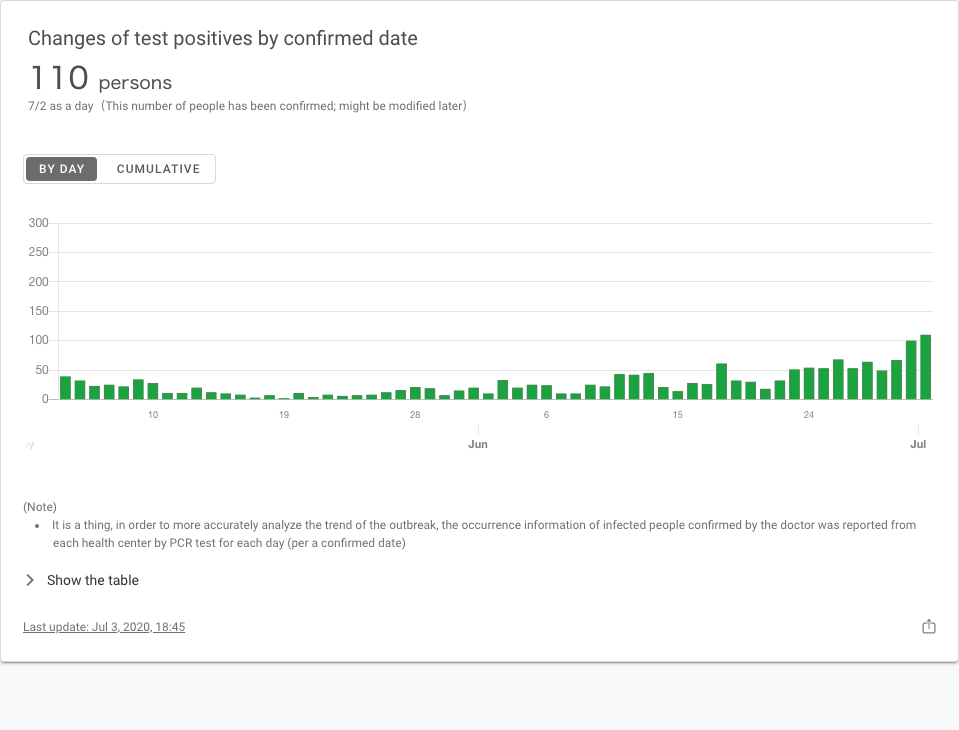 Changes of test positives by confirmed date
110 persons
7/2 as a day（This number of people has been confirmed; might be modified later）
BY DAY CUMULATIVE
300
250
200
150
100
50
0
10 19 28 6 15 24
y Jun Jul
(Note)
• It is a thing, in order to more accurately analyze the trend of the outbreak, the occurrence information of infected people confirmed by the doctor was reported from
each health center by PCR test for each day (per a confirmed date)
Show the table
Last update: Jul 3, 2020, 18:45